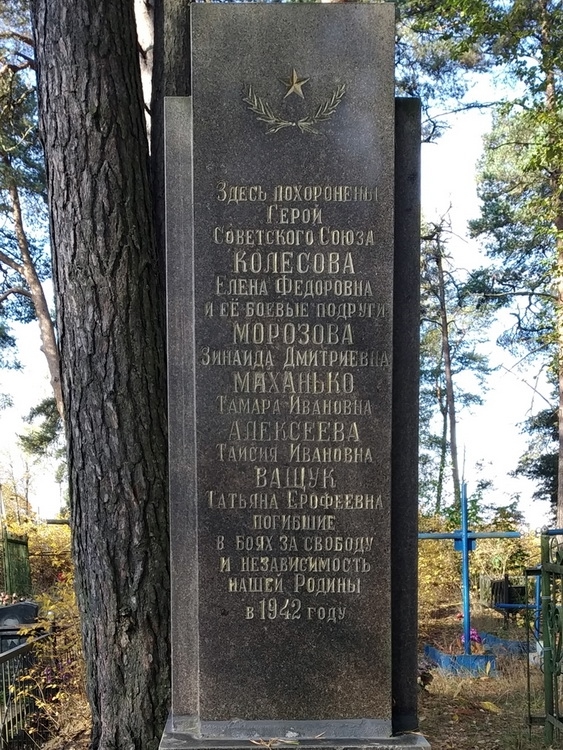 Здесь похоронены
Герой
Советского Союза
КОЛЕСОВА
Елена Федоровна
и её боевые подруги
МОРОЗОВА
Зинаида Дмитриевна
МАХАНЬКО
Тамара Ивановна
АЛЕКСЕЕВА
Таисия Ивановна
ВАЩУК
Татьяна Ерофеевна
погибшие
в боях за свободу
и независимость
нашей Родины
в 1942 году